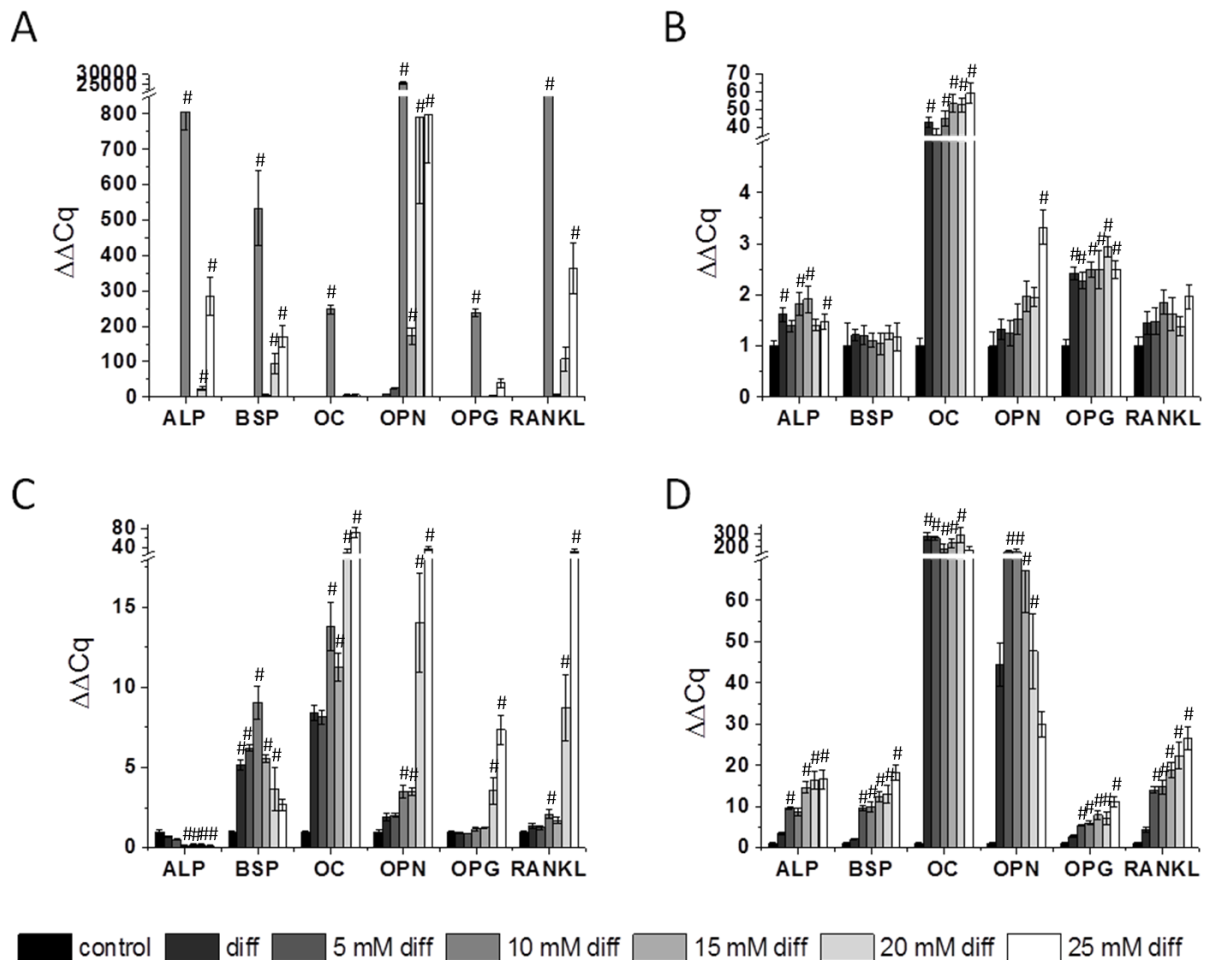 A
30000
25000
800
700
600
500
400
300
200
100
0
ΔΔCq
# # # # # # # # # # # # # #
ALP BSP OC OPN OPG RANKL
B
70
60
50
40
4
3
2
1
0
ΔΔCq
# # # # # # # # # # # # # # # #
ALP BSP OC OPN OPG RANKL
C
80
40
15
10
5
0
ΔΔCq
##### # # # # # # # # # # # # # # # # # #
ALP BSP OC OPN OPG RANKL
D
300
200
60
50
40
30
20
10
0
ΔΔCq
# # # # # # # # # # # # # # # # # # # # # # # # # # #
ALP BSP OC OPN OPG RANKL
control diff 5 mM diff 10 mM diff 15 mM diff 20 mM diff 25 mM diff